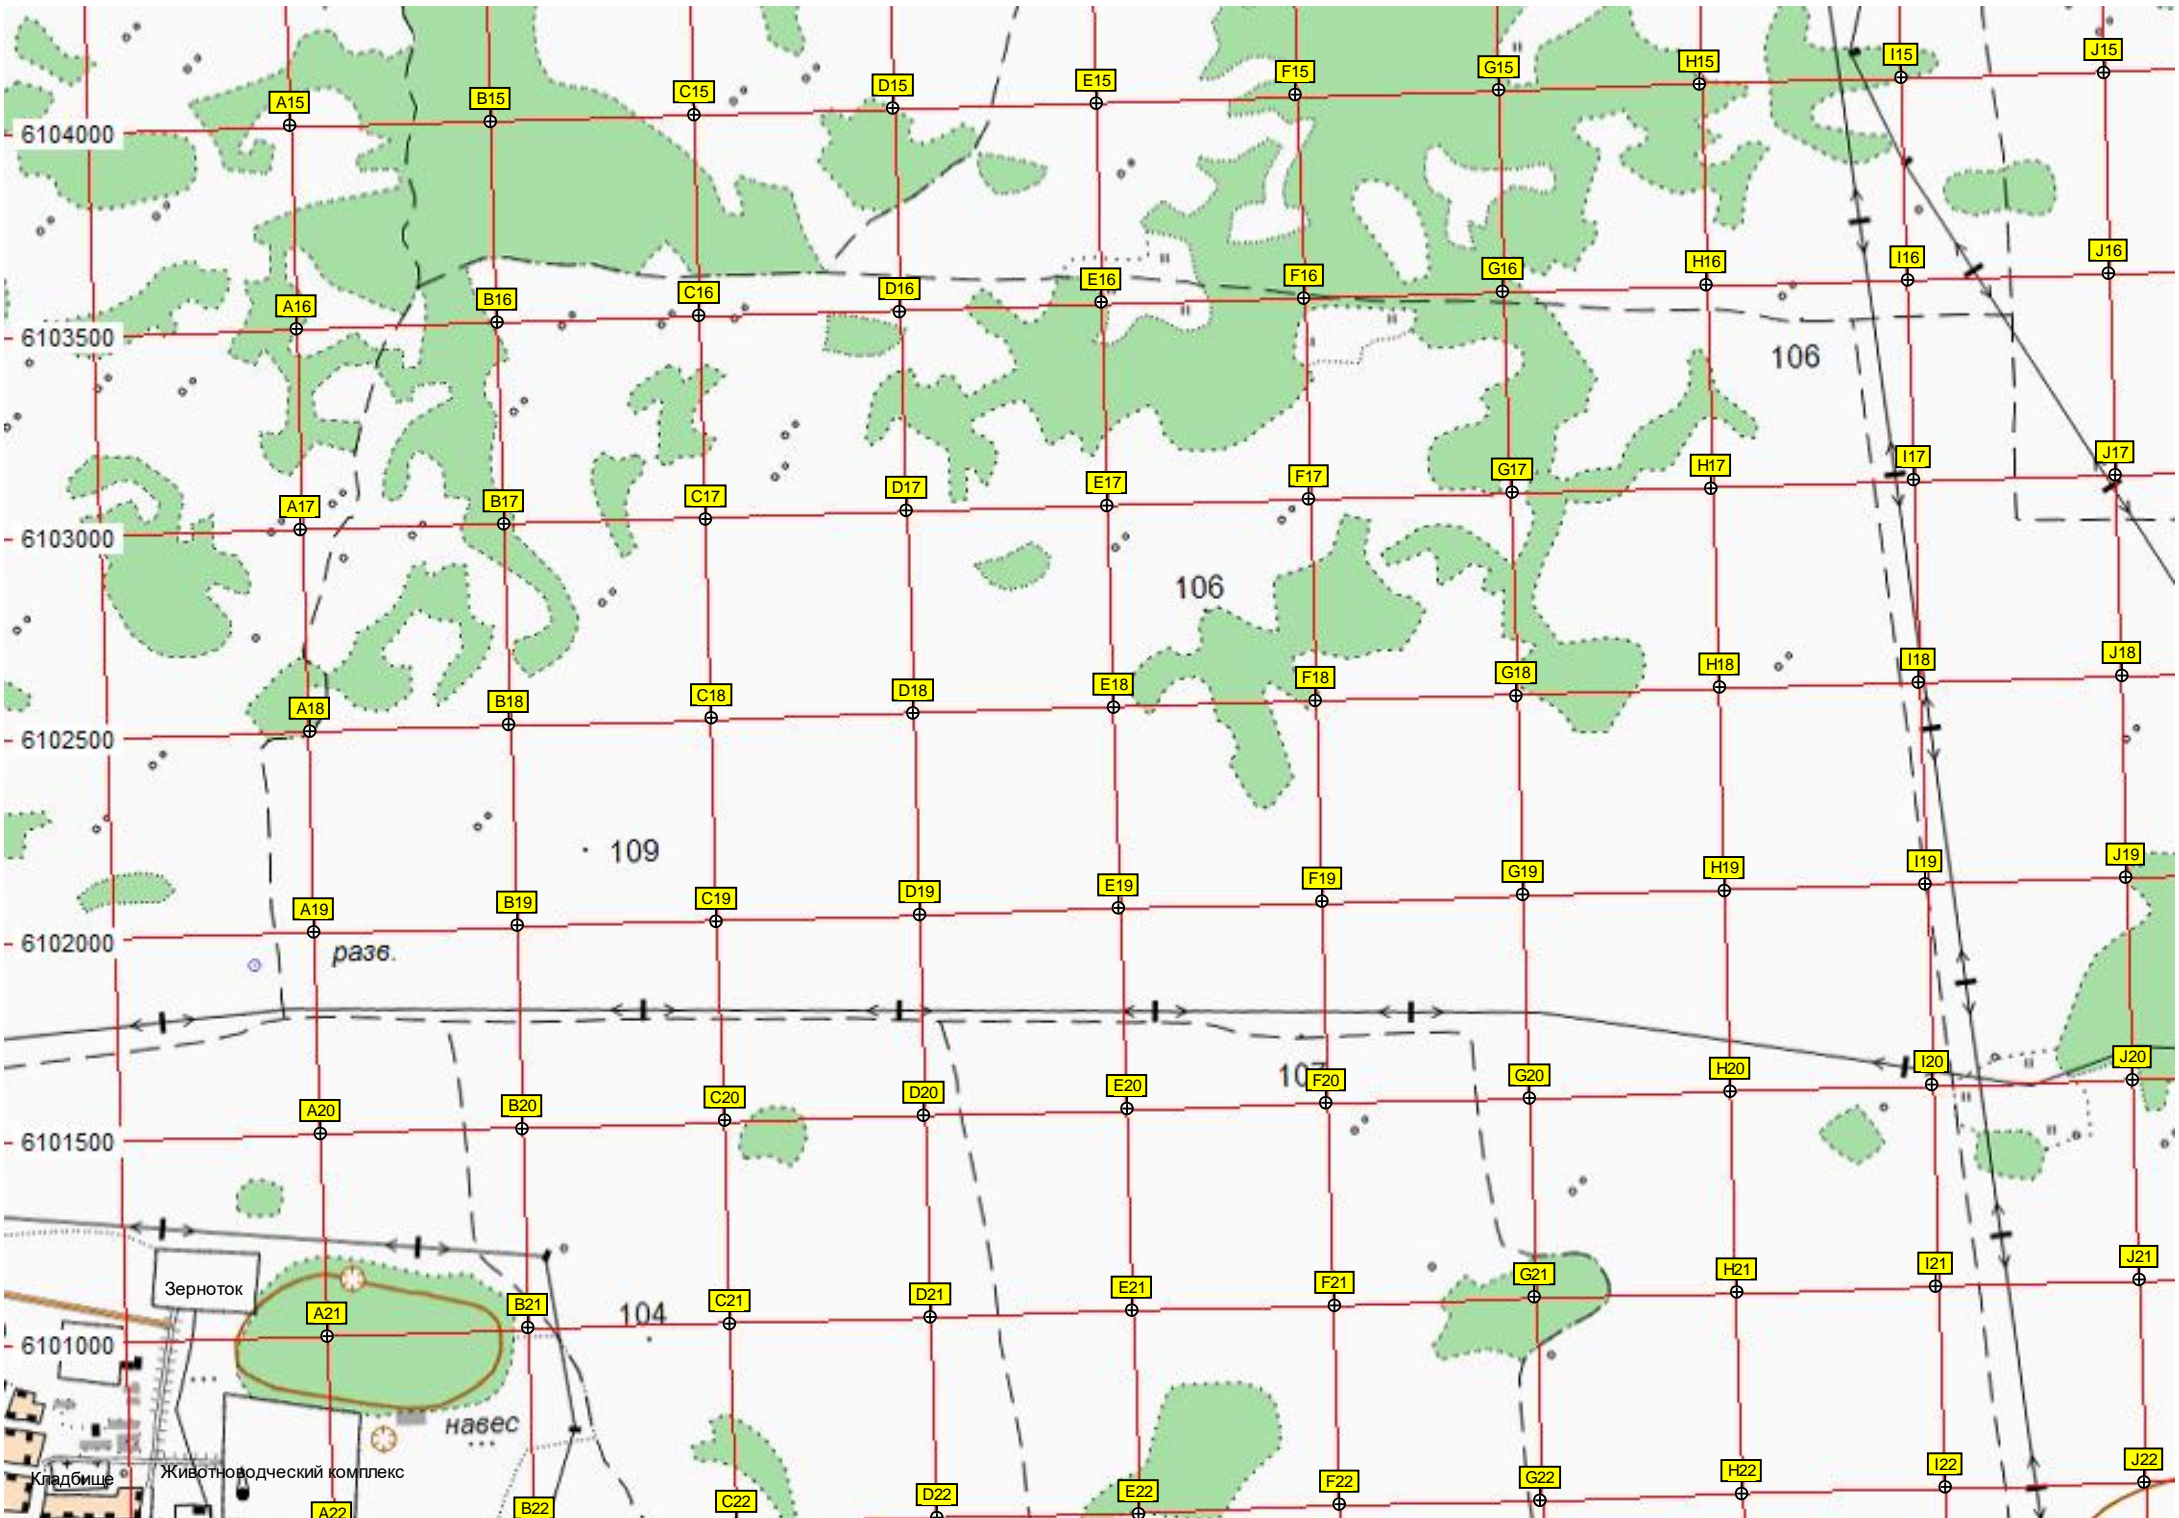 A15 B15 C15 D15 E15 F15 G15 H15 I15 J15
6104000
A16 B16 C16 D16 E16 F16 G16 H16 I16 J16
6103500
106
A17 B17 C17 D17 E17 F17 G17 H17 I17 J17
6103000
106
A18 B18 C18 D18 E18 F18 G18 H18 I18 J18
6102500
109
A19 B19 C19 D19 E19 F19 G19 H19 I19 J19
6102000
разв.
107
A20 B20 C20 D20 E20 F20 G20 H20 I20 J20
6101500
Зерноток
A21 B21 C21 D21 E21 F21 G21 H21 I21 J21
104
6101000
навес
Кладбище
Животноводческий комплекс
A22 B22 C22 D22 E22 F22 G22 H22 I22 J22